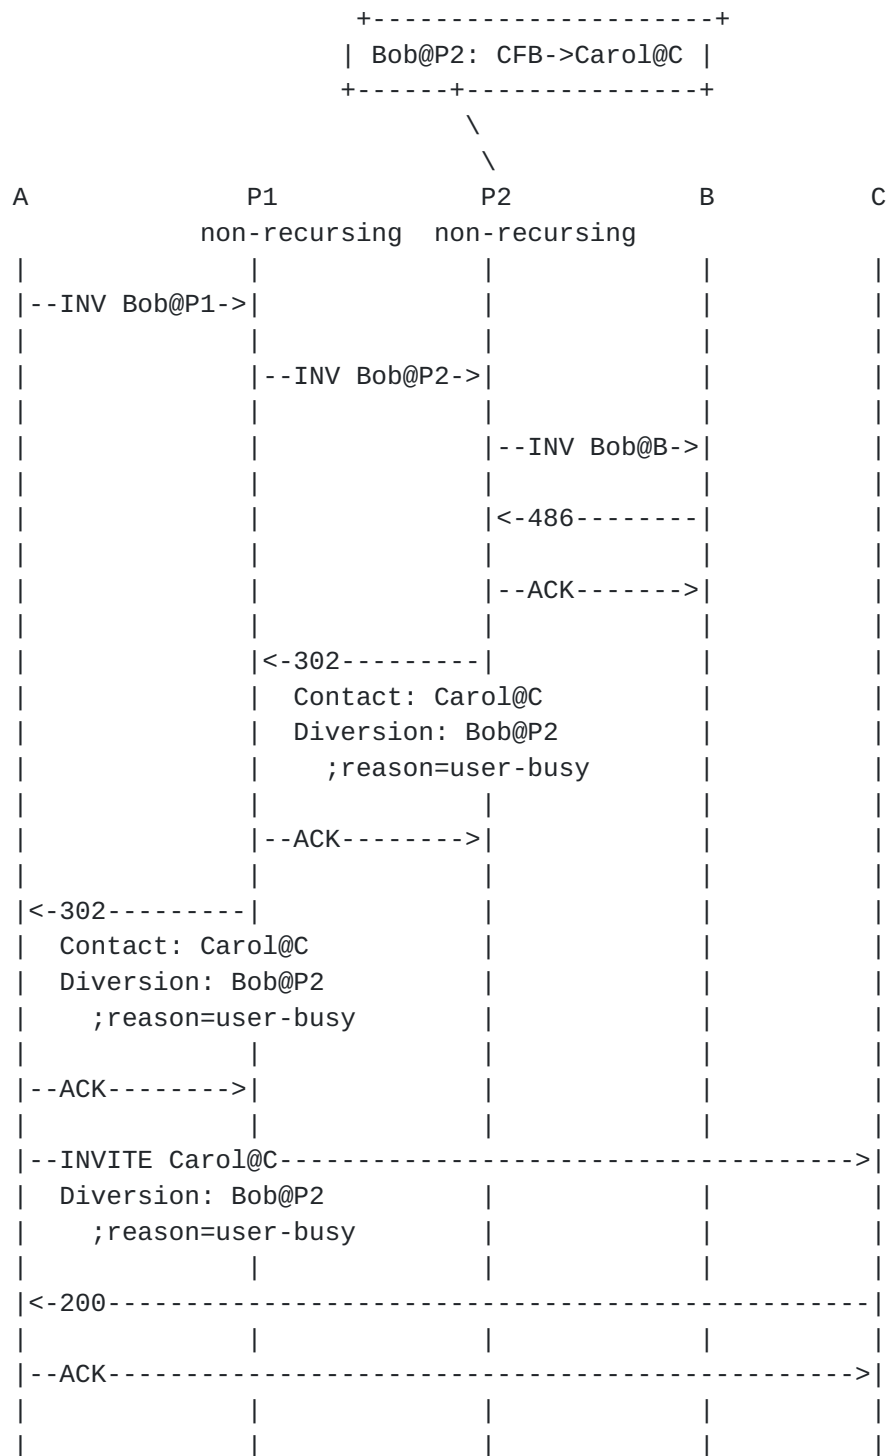 +----------------------+
| Bob@P2: CFB->Carol@C |
+------+---------------+
\
\
A P1 P2 B C
non-recursing non-recursing
| | | | |
|--INV Bob@P1->| | | |
| | | | |
| |--INV Bob@P2->| | |
| | | | |
| | |--INV Bob@B->| |
| | | | |
| | |<-486--------| |
| | | | |
| | |--ACK------->| |
| | | | |
| |<-302---------| | |
| | Contact: Carol@C | |
| | Diversion: Bob@P2 | |
| | ;reason=user-busy | |
| | | | |
| |--ACK-------->| | |
| | | | |
|<-302---------| | | |
| Contact: Carol@C | | |
| Diversion: Bob@P2 | | |
| ;reason=user-busy | | |
| | | | |
|--ACK-------->| | | |
| | | | |
|--INVITE Carol@C------------------------------------->|
| Diversion: Bob@P2 | | |
| ;reason=user-busy | | |
| | | | |
|<-200-------------------------------------------------|
| | | | |
|--ACK------------------------------------------------>|
| | | | |
| | | | |